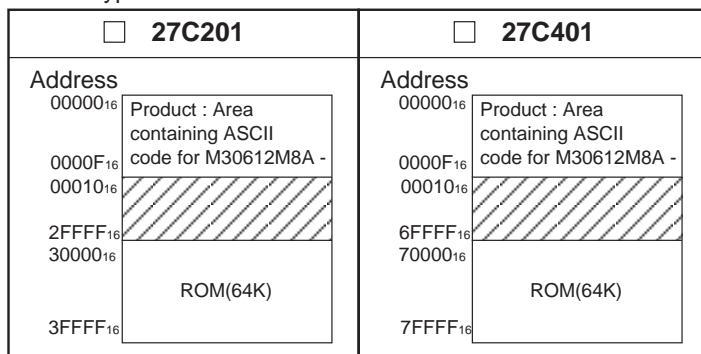 ☐ 27C201
Address
00000₁₆
Product : Area
containing ASCII
code for M30612M8A -
0000F₁₆
00010₁₆
2FFFF₁₆
30000₁₆
ROM(64K)
3FFFF₁₆
☐ 27C401
Address
00000₁₆
Product : Area
containing ASCII
code for M30612M8A -
0000F₁₆
00010₁₆
6FFFF₁₆
70000₁₆
ROM(64K)
7FFFF₁₆